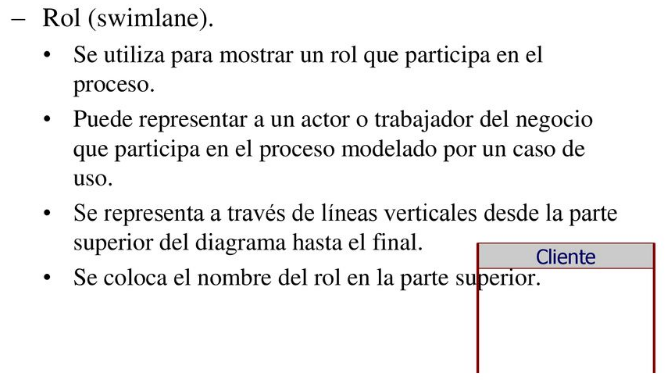 – Rol (swimlane).
• Se utiliza para mostrar un rol que participa en el
proceso.
• Puede representar a un actor o trabajador del negocio
que participa en el proceso modelado por un caso de
uso.
• Se representa a través de líneas verticales desde la parte
superior del diagrama hasta el final.
Cliente
• Se coloca el nombre del rol en la parte superior.